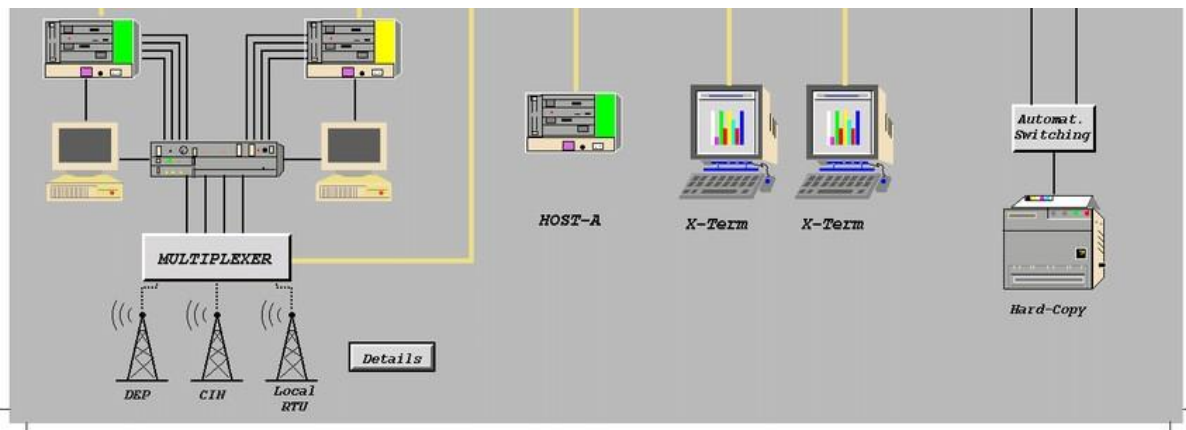 Automat.
Switching
HOST-A
X-Term
X-Term
MULTIPLEXER
Hard-Copy
Details
DEP
CIH
Local
RTU